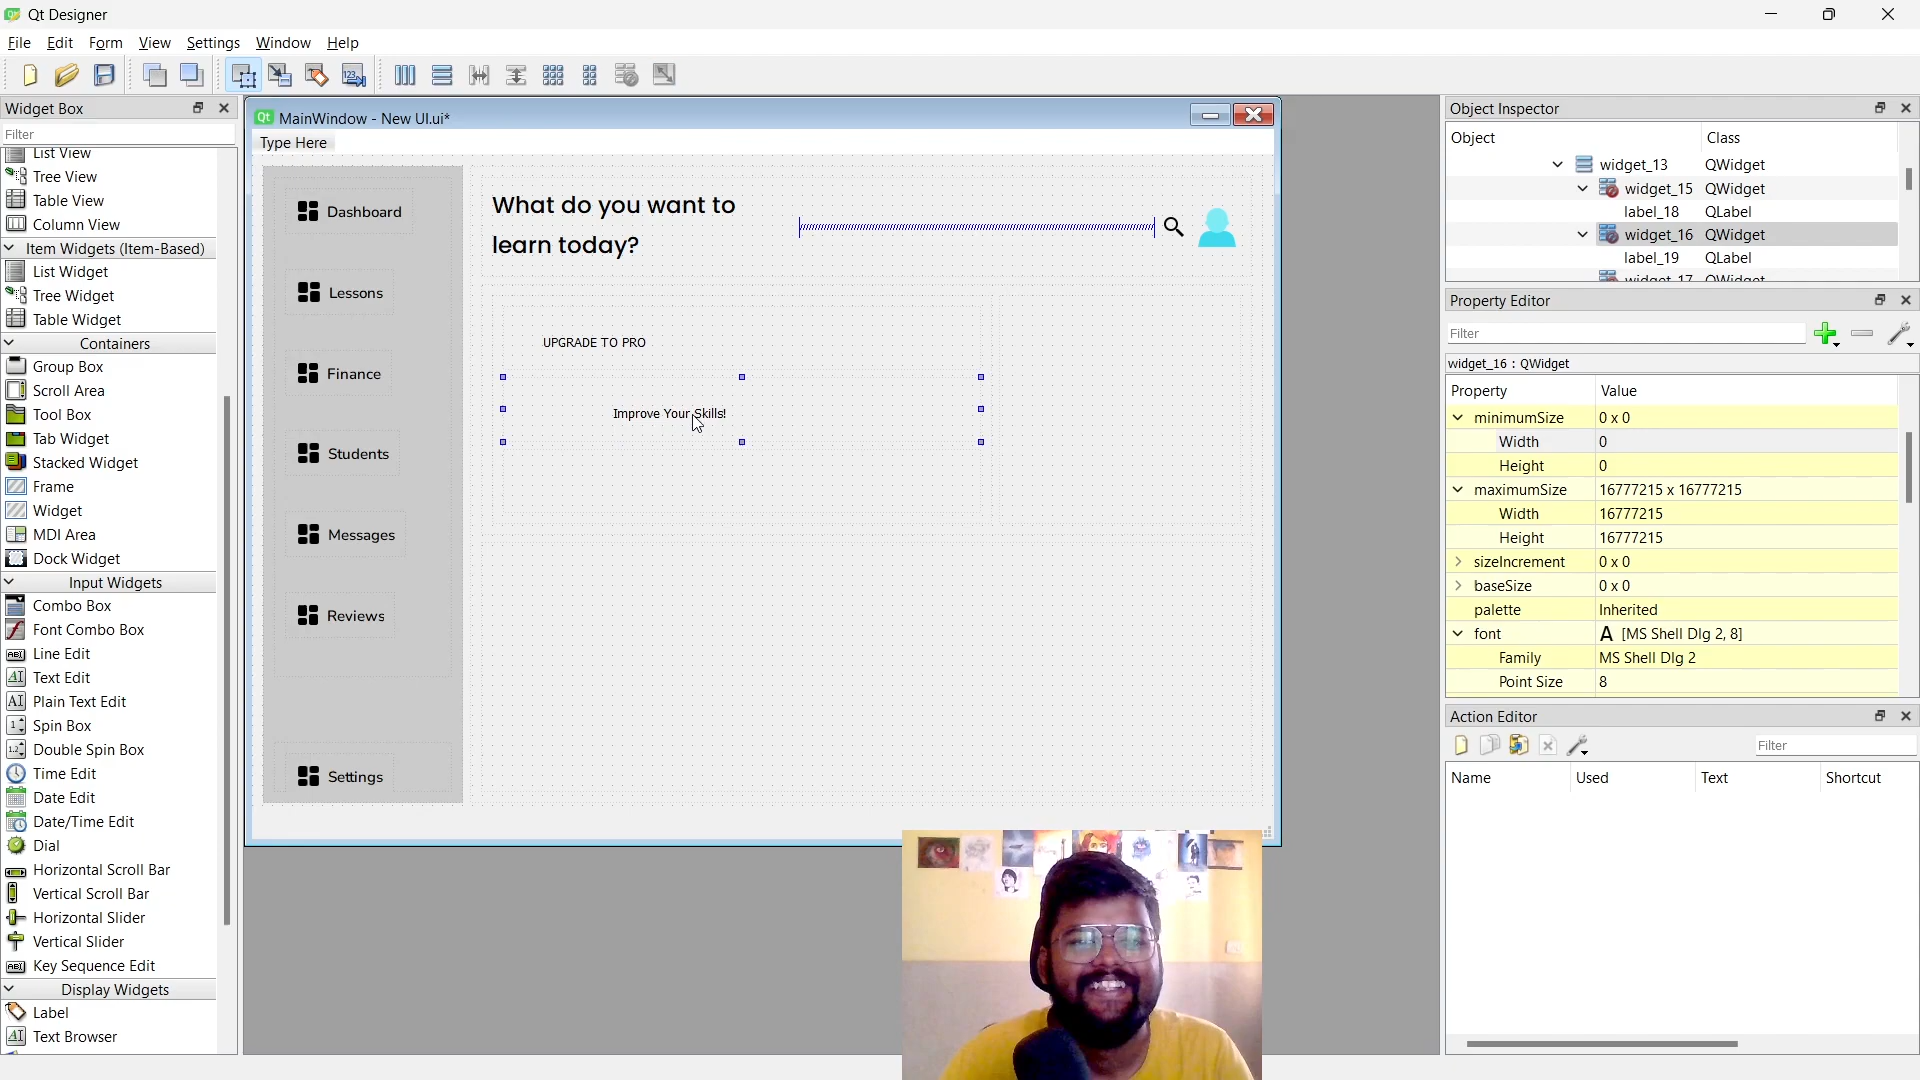 Qt Designer
File Edit Form View Settings Window Help
Widget Box
Filter
List View
Tree View
Table View
Column View
Item Widgets (Item-Based)
List Widget
Tree Widget
Table Widget
Containers
Group Box
Scroll Area
Tool Box
Tab Widget
Stacked Widget
Frame
Widget
MDI Area
Dock Widget
Input Widgets
Combo Box
Font Combo Box
Line Edit
Text Edit
Plain Text Edit
Spin Box
Double Spin Box
Time Edit
Date Edit
Date/Time Edit
Dial
Horizontal Scroll Bar
Vertical Scroll Bar
Horizontal Slider
Vertical Slider
Key Sequence Edit
Display Widgets
Label
Text Browser
MainWindow - New UI.ui*
Type Here
Dashboard
Lessons
Finance
Students
Messages
Reviews
Settings
What do you want to
learn today?
UPGRADE TO PRO
Improve Your Skills!
Object Inspector
Object Class
widget_13 QWidget
widget_15 QWidget
label_18 QLabel
widget_16 QWidget
label_19 QLabel
widget_17 QWidget
Property Editor
Filter
widget_16 : QWidget
Property Value
minimumSize 0 x 0
Width 0
Height 0
maximumSize 16777215 x 16777215
Width 16777215
Height 16777215
sizeIncrement 0 x 0
baseSize 0 x 0
palette Inherited
font A [MS Shell Dlg 2, 8]
Family MS Shell Dlg 2
Point Size 8
Action Editor
Filter
Name Used Text Shortcut